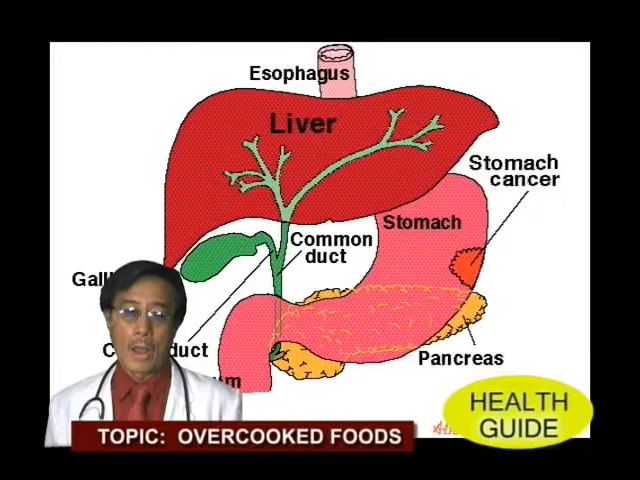 Esophagus
Liver
Stomach
cancer
Stomach
Common
duct
Pancreas
HEALTH
GUIDE
TOPIC: OVERCOOKED FOODS